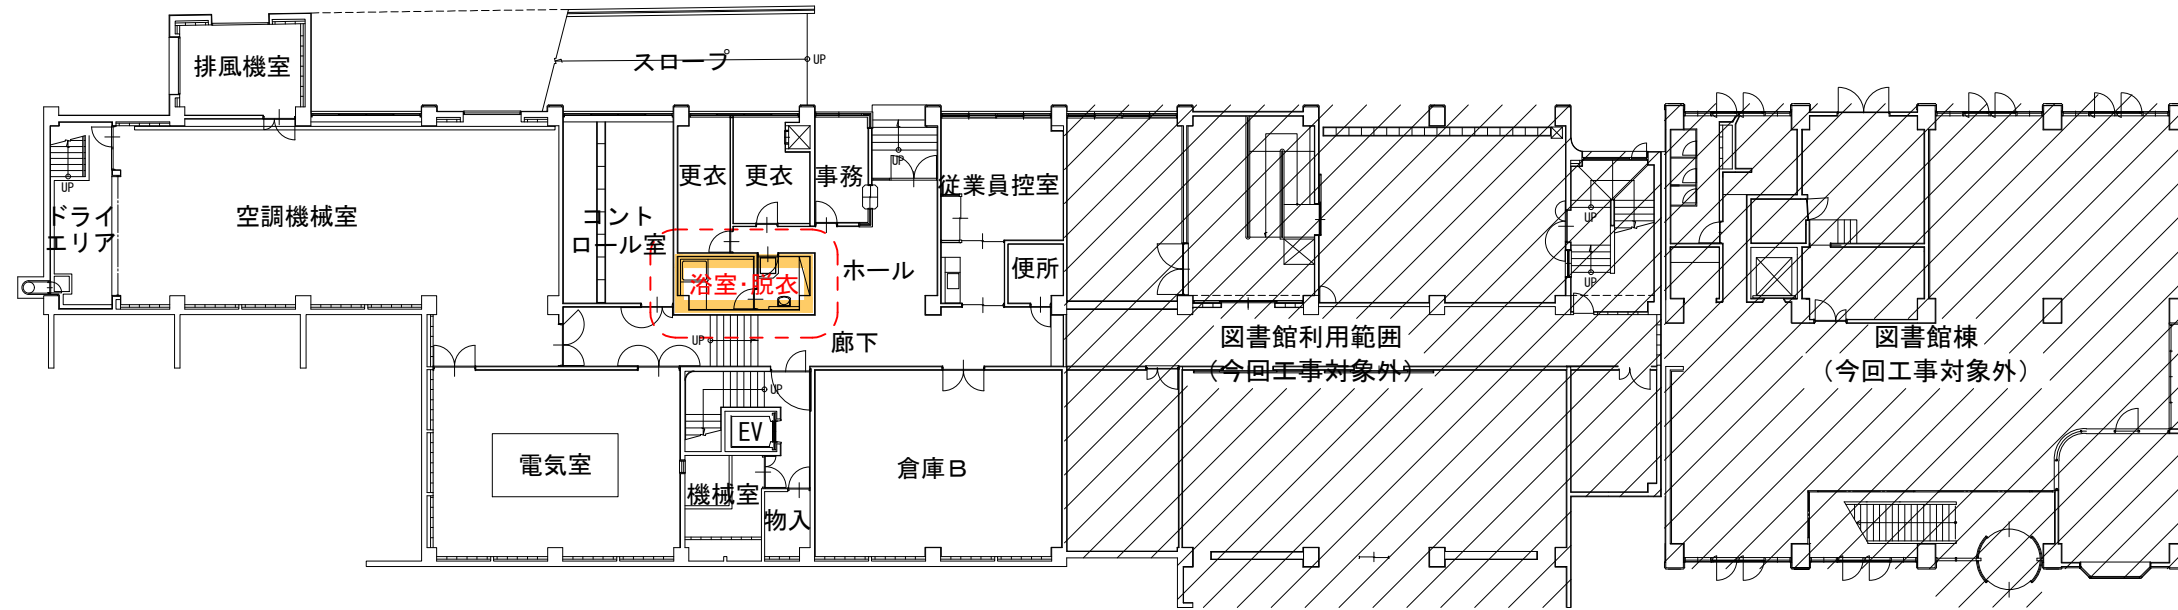 排風機室
スロープ
UP
UP
ドライ
エリア
空調機械室
コント
ロール室
更衣
更衣
事務
UP
従業員控室
浴室・脱衣
ホール
便所
UP
UP
UP
廊下
図書館利用範囲
（今回工事対象外）
図書館棟
（今回工事対象外）
UP
EV
電気室
機械室
物入
倉庫B